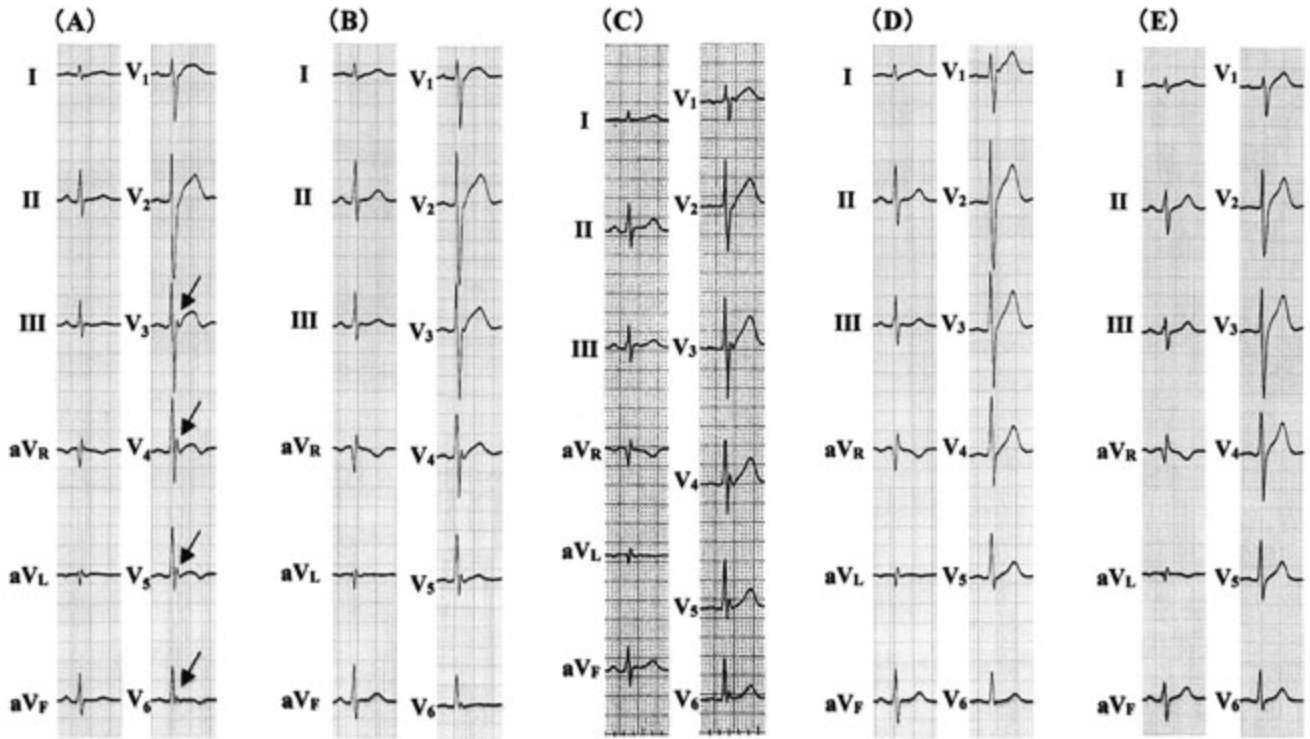 (A) (B) (C) (D) (E)
I V1 I V1 I V1 I V1 I V1
II V2 II V2 II V2 II V2 II V2
III V3 III V3 III V3 III V3 III V3
aVR V4 aVR V4 aVR V4 aVR V4 aVR V4
aVL V5 aVL V5 aVL V5 aVL V5 aVL V5
aVF V6 aVF V6 aVF V6 aVF V6 aVF V6